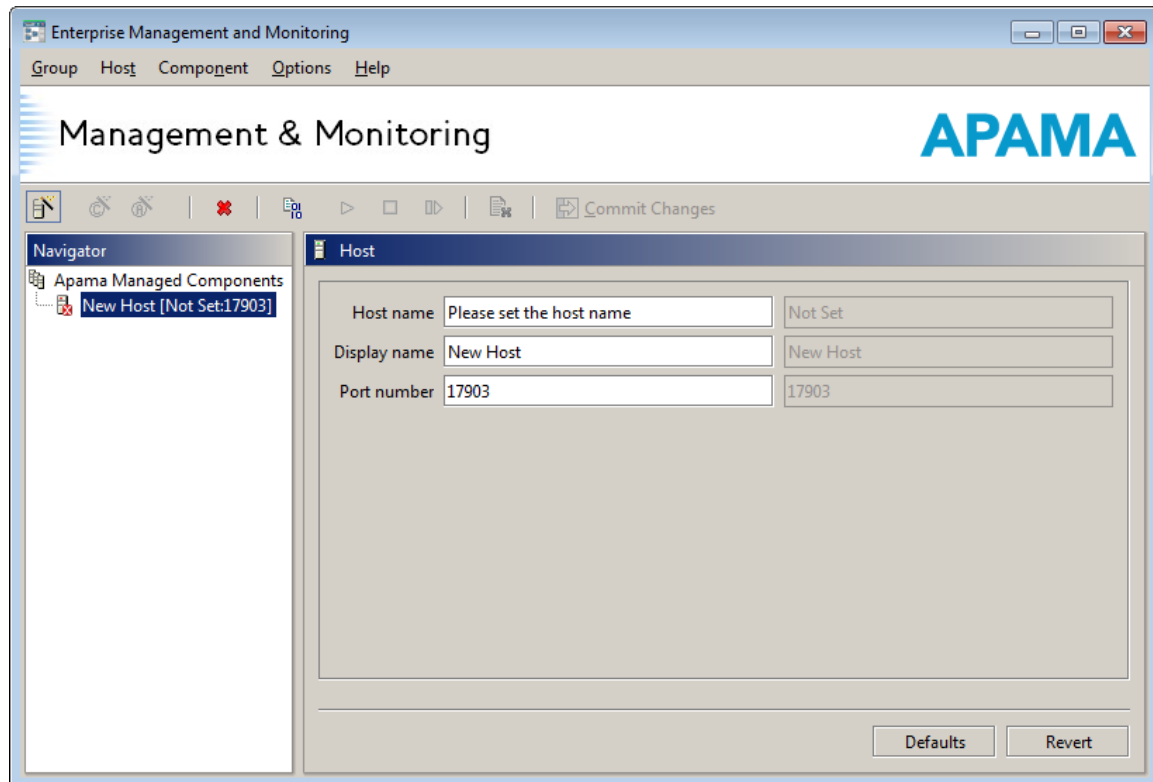 Enterprise Management and Monitoring
Group Host Component Options Help
Management & Monitoring
APAMA
Commit Changes
Navigator
Apama Managed Components
New Host [Not Set:17903]
Host
Host name Please set the host name Not Set
Display name New Host New Host
Port number 17903 17903
Defaults Revert